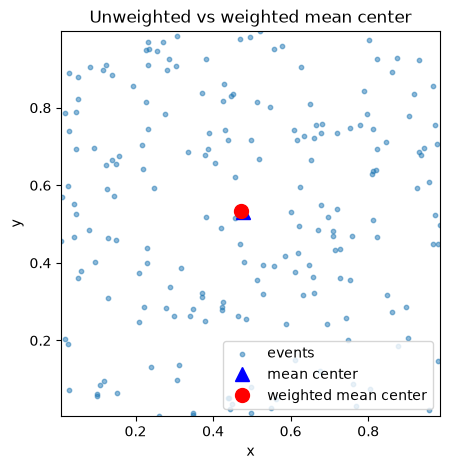 Unweighted vs weighted mean center
0.8
0.6
y
0.4
0.2
events
mean center
weighted mean center
0.2 0.4 0.6 0.8
x